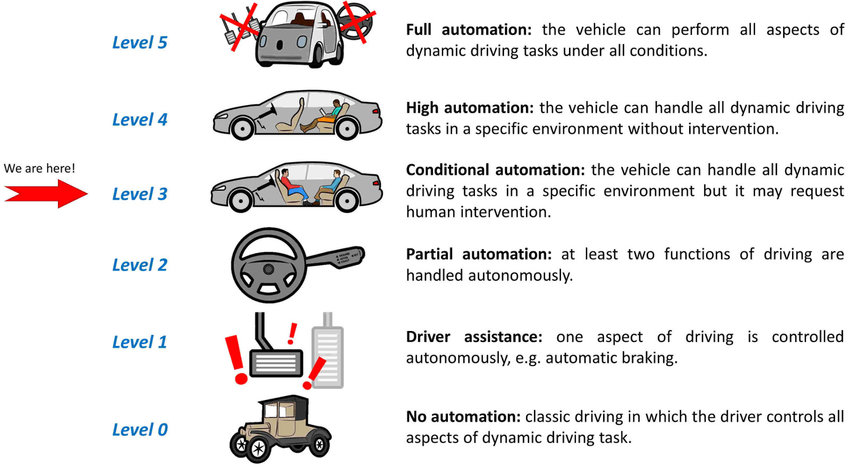 Level 5
Full automation: the vehicle can perform all aspects of
dynamic driving tasks under all conditions.
Level 4
High automation: the vehicle can handle all dynamic driving
tasks in a specific environment without intervention.
We are here!
Level 3
Conditional automation: the vehicle can handle all dynamic
driving tasks in a specific environment but it may request
human intervention.
Level 2
Partial automation: at least two functions of driving are
handled autonomously.
Level 1
Driver assistance: one aspect of driving is controlled
autonomously, e.g. automatic braking.
Level 0
No automation: classic driving in which the driver controls all
aspects of dynamic driving task.